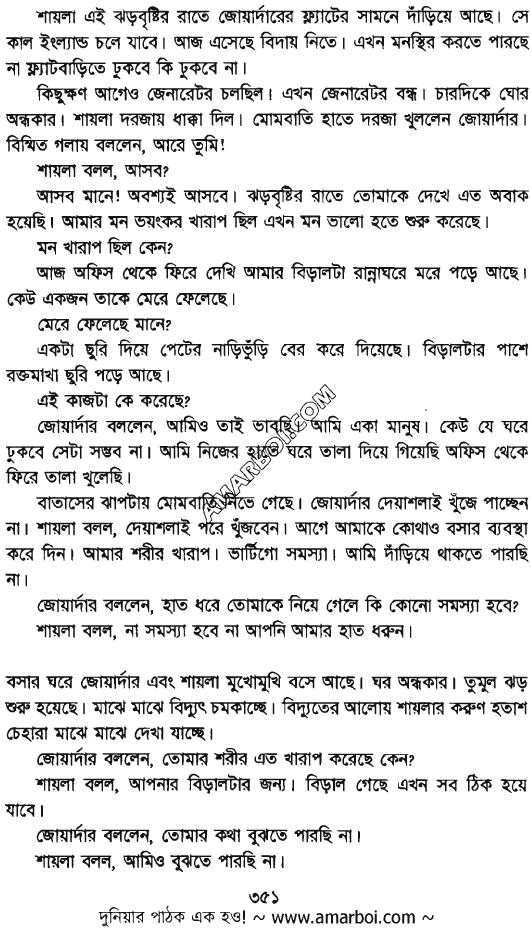 শায়লা এই ঝড়বৃষ্টির রাতে জোয়ার্দারের ফ্ল্যাটের সামনে দাঁড়িয়ে আছে। সে
কাল ইংল্যান্ড চলে যাবে। আজ এসেছে বিদায় নিতে। এখন মনস্থির করতে পারছে
না ফ্ল্যাটবাড়িতে ঢুকবে কি ঢুকবে না।
কিছুক্ষণ আগেও জেনারেটর চলছিল। এখন জেনারেটর বন্ধ। চারদিকে ঘোর
অন্ধকার। শায়লা দরজায় ধাক্কা দিল। মোমবাতি হাতে দরজা খুললেন জোয়ার্দার।
বিস্মিত গলায় বললেন, আরে তুমি!
শায়লা বলল, আসব?
আসব মানে! অবশ্যই আসবে। ঝড়বৃষ্টির রাতে তোমাকে দেখে এত অবাক
হয়েছি। আমার মন ভয়ংকর খারাপ ছিল এখন মন ভালো হতে শুরু করেছে।
মন খারাপ ছিল কেন?
আজ অফিস থেকে ফিরে দেখি আমার বিড়ালটা রান্নাঘরে মরে পড়ে আছে।
কেউ একজন তাকে মেরে ফেলেছে।
মেরে ফেলেছে মানে?
একটা ছুরি দিয়ে পেটের নাড়িভুঁড়ি বের করে দিয়েছে। বিড়ালটার পাশে
রক্তমাখা ছুরি পড়ে আছে।
এই কাজটা কে করেছে?
জোয়ার্দার বললেন, আমিও তাই ভাবছি। আমি একা মানুষ। কেউ যে ঘরে
ঢুকবে সেটা সম্ভব না। আমি নিজের হাতে ঘরে তালা দিয়ে গিয়েছি অফিস থেকে
ফিরে তালা খুলেছি।
বাতাসের ঝাপটায় মোমবাতি নিভে গেছে। জোয়ার্দার দেয়াশলাই খুঁজে পাচ্ছেন
না। শায়লা বলল, দেয়াশলাই পরে খুঁজবেন। আগে আমাকে কোথাও বসার ব্যবস্থা
করে দিন। আমার শরীর খারাপ। ভার্টিগো সমস্যা। আমি দাঁড়িয়ে থাকতে পারছি
না।
জোয়ার্দার বললেন, হাত ধরে তোমাকে নিয়ে গেলে কি কোনো সমস্যা হবে?
শায়লা বলল, না সমস্যা হবে না আপনি আমার হাত ধরুন।
বসার ঘরে জোয়ার্দার এবং শায়লা মুখোমুখি বসে আছে। ঘর অন্ধকার। তুমুল ঝড়
শুরু হয়েছে। মাঝে মাঝে বিদ্যুৎ চমকাচ্ছে। বিদ্যুতের আলোয় শায়লার করুণ হতাশ
চেহারা মাঝে মাঝে দেখা যাচ্ছে।
জোয়ার্দার বললেন, তোমার শরীর এত খারাপ করেছে কেন?
শায়লা বলল, আপনার বিড়ালটার জন্য। বিড়াল গেছে এখন সব ঠিক হয়ে
যাবে।
জোয়ার্দার বললেন, তোমার কথা বুঝতে পারছি না।
শায়লা বলল, আমিও বুঝতে পারছি না।
৩৫১
দুনিয়ার পাঠক এক হও! ~ www.amarboi.com ~
AMARBOI.COM